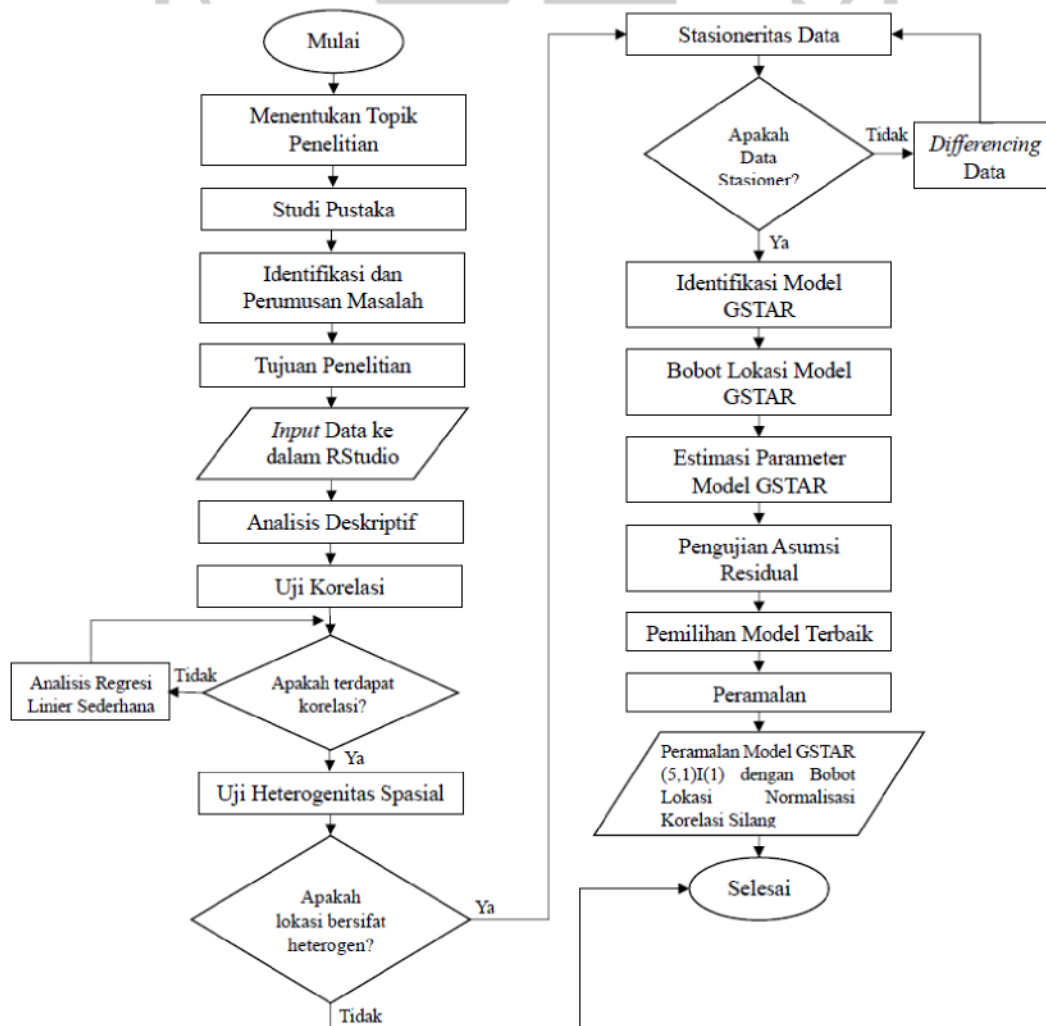 Mulai
Menentukan Topik
Penelitian
Studi Pustaka
Identifikasi dan
Perumusan Masalah
Tujuan Penelitian
Input Data ke
dalam RStudio
Analisis Deskriptif
Uji Korelasi
Apakah terdapat
korelasi?
Tidak
Analisis Regresi
Linier Sederhana
Ya
Uji Heterogenitas Spasial
Apakah
lokasi bersifat
heterogen?
Ya
Tidak
Stasioneritas Data
Apakah
Data
Stasioner?
Tidak
Differencing
Data
Ya
Identifikasi Model
GSTAR
Bobot Lokasi Model
GSTAR
Estimasi Parameter
Model GSTAR
Pengujian Asumsi
Residual
Pemilihan Model Terbaik
Peramalan
Peramalan Model GSTAR
(5,1)I(1) dengan Bobot
Lokasi Normalisasi
Korelasi Silang
Selesai